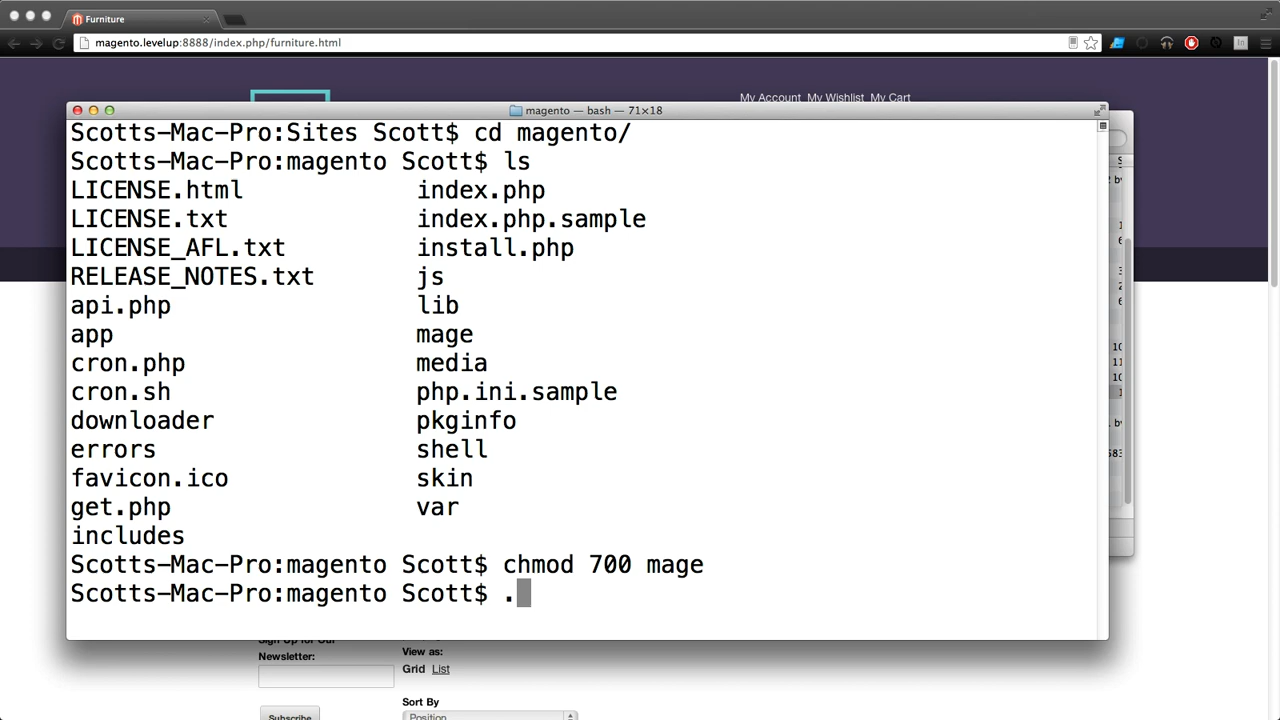 Furniture
magento.levelup:8888/index.php/furniture.html
My Account My Wishlist My Cart
magento — bash — 71×18
Scotts-Mac-Pro:Sites Scott$ cd magento/
Scotts-Mac-Pro:magento Scott$ ls
LICENSE.html index.php
LICENSE.txt index.php.sample
LICENSE_AFL.txt install.php
RELEASE_NOTES.txt js
api.php lib
app mage
cron.php media
cron.sh php.ini.sample
downloader pkginfo
errors shell
favicon.ico skin
get.php var
includes
Scotts-Mac-Pro:magento Scott$ chmod 700 mage
Scotts-Mac-Pro:magento Scott$ .
Newsletter:
View as:
Grid List
Sort By
Position
Subscribe